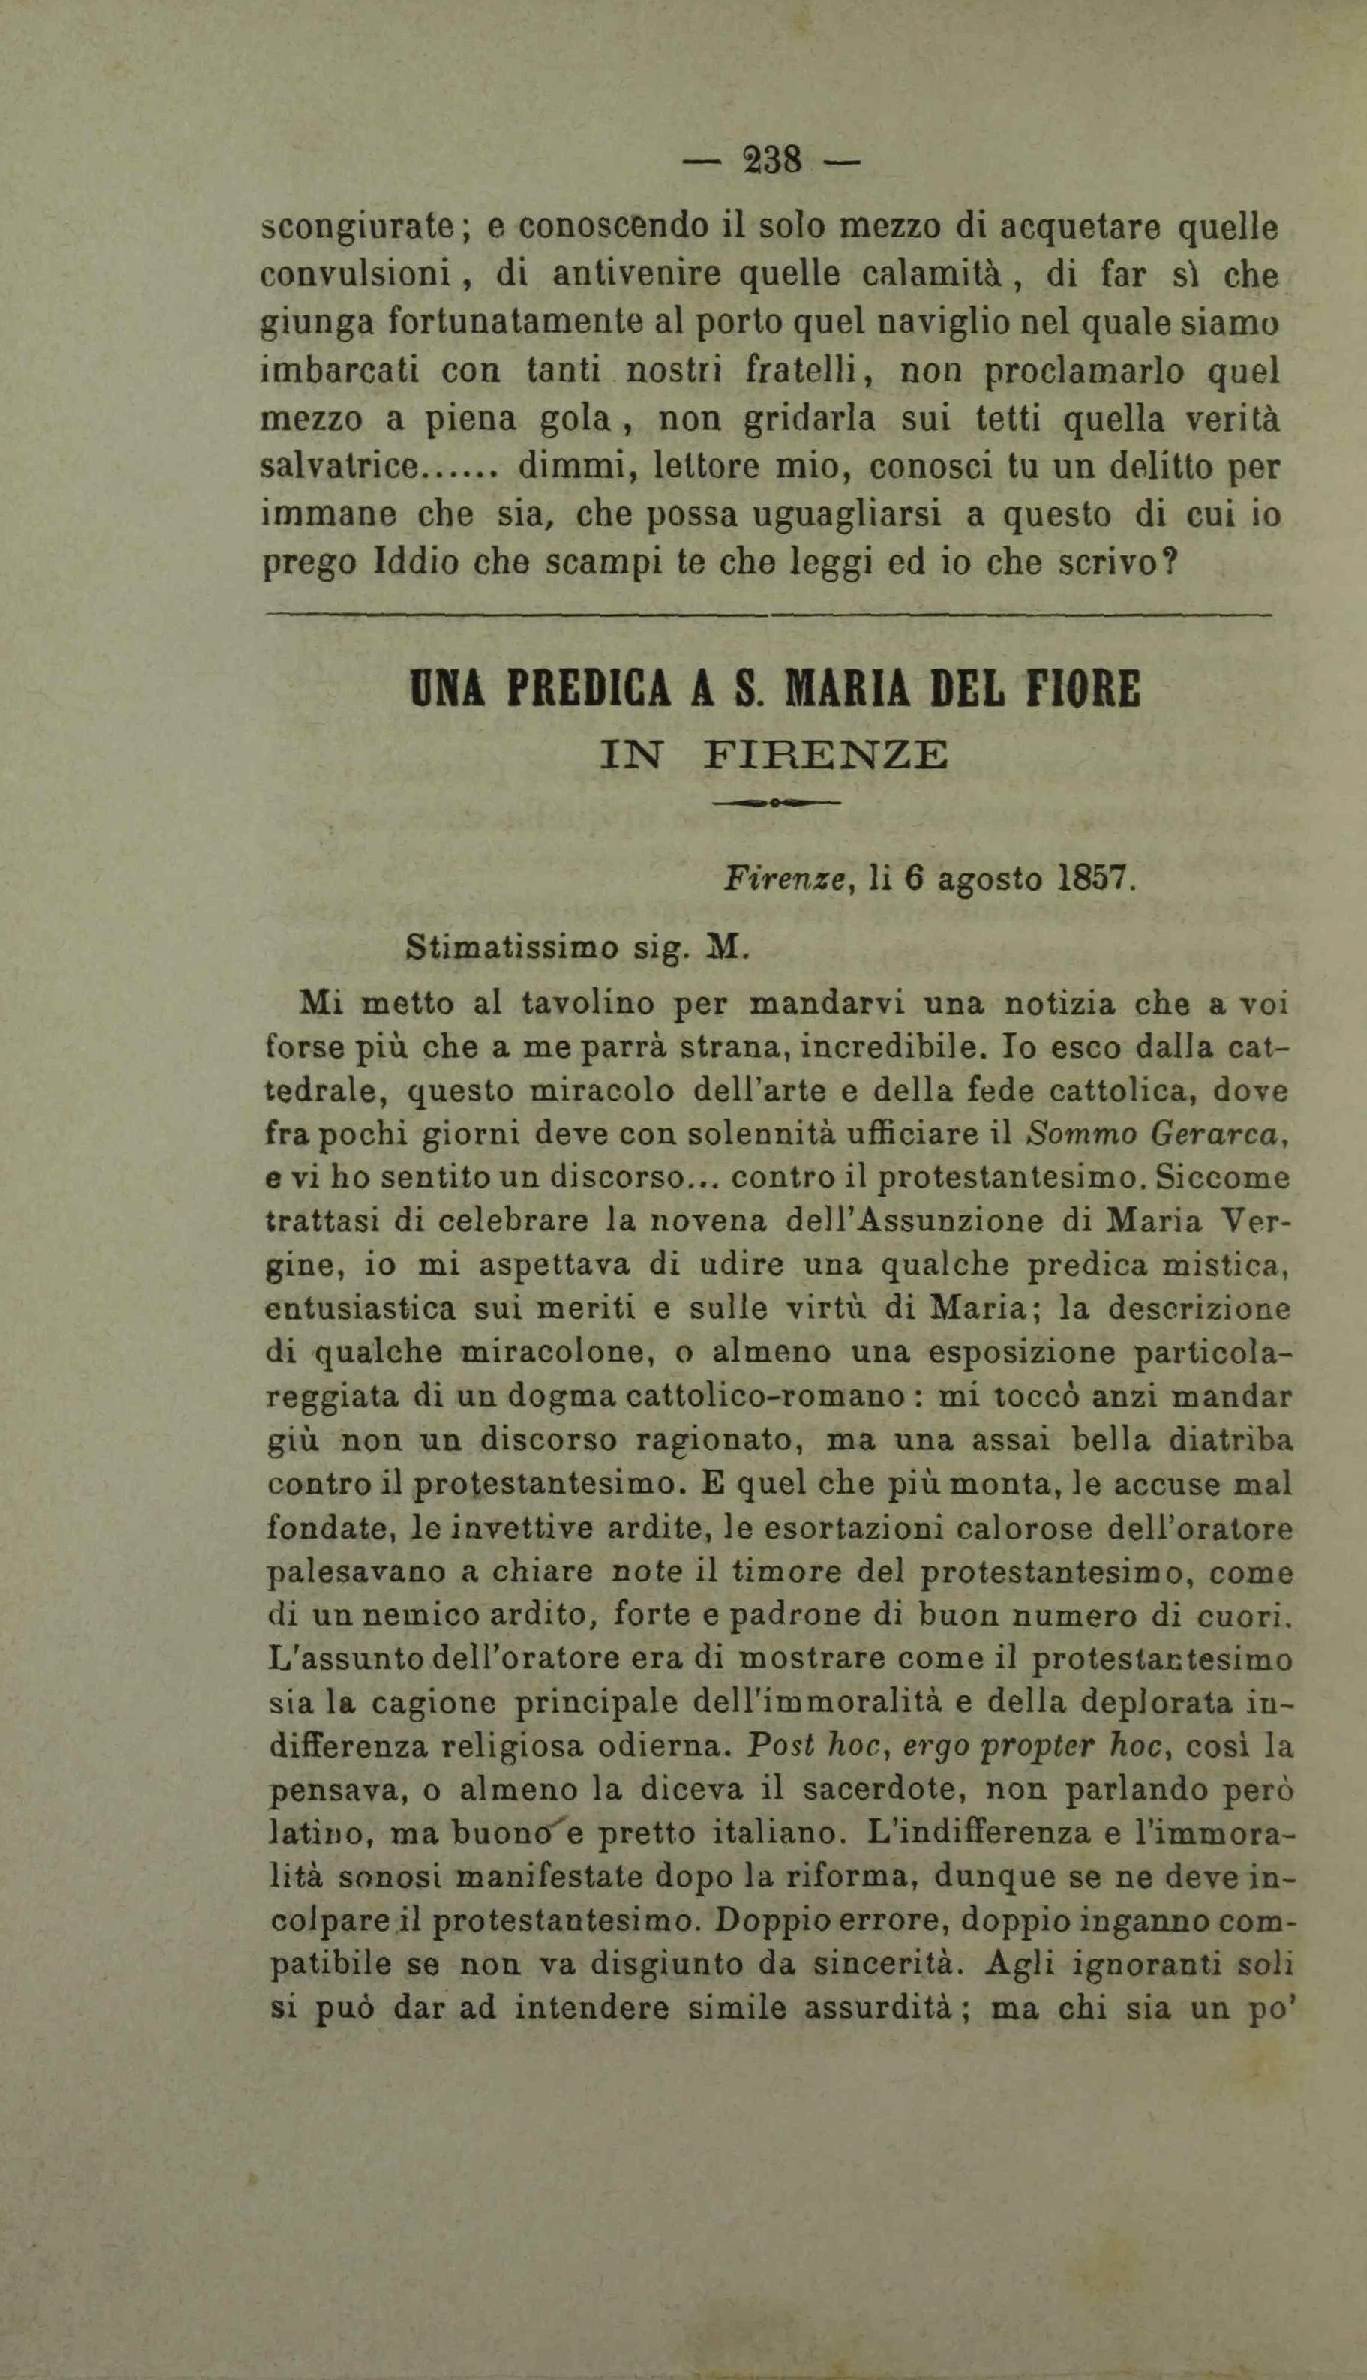 — 238 —
scongiurate; e conoscendo il solo mezzo di acquetare quelle
convulsioni, di antivenire quelle calamità, di far sì che
giunga fortunatamente al porto quel naviglio nel quale siamo
imbarcati con tanti nostri fratelli, non proclamarlo quel
mezzo a piena gola, non gridarla sui tetti quella verità
salvatrice...... dimmi, lettore mio, conosci tu un delitto per
immane che sia, che possa uguagliarsi a questo di cui io
prego Iddio che scampi te che leggi ed io che scrivo?
UNA PREDICA A S. MARIA DEL FIORE
IN FIRENZE
Firenze, li 6 agosto 1857.
Stimatissimo sig. M.
Mi metto al tavolino per mandarvi una notizia che a voi
forse più che a me parrà strana, incredibile. Io esco dalla cat-
tedrale, questo miracolo dell'arte e della fede cattolica, dove
fra pochi giorni deve con solennità ufficiare il Sommo Gerarca,
e vi ho sentito un discorso... contro il protestantesimo. Siccome
trattasi di celebrare la novena dell'Assunzione di Maria Ver-
gine, io mi aspettava di udire una qualche predica mistica,
entusiastica sui meriti e sulle virtù di Maria; la descrizione
di qualche miracolone, o almeno una esposizione particola-
reggiata di un dogma cattolico-romano: mi toccò anzi mandar
giù non un discorso ragionato, ma una assai bella diatriba
contro il protestantesimo. E quel che più monta, le accuse mal
fondate, le invettive ardite, le esortazioni calorose dell'oratore
palesavano a chiare note il timore del protestantesimo, come
di un nemico ardito, forte e padrone di buon numero di cuori.
L'assunto dell'oratore era di mostrare come il protestantesimo
sia la cagione principale dell'immoralità e della deplorata in-
differenza religiosa odierna. Post hoc, ergo propter hoc, così la
pensava, o almeno la diceva il sacerdote, non parlando però
latino, ma buono e pretto italiano. L'indifferenza e l'immora-
lità sonosi manifestate dopo la riforma, dunque se ne deve in-
colpare il protestantesimo. Doppio errore, doppio inganno com-
patibile se non va disgiunto da sincerità. Agli ignoranti soli
si può dar ad intendere simile assurdità; ma chi sia un po'